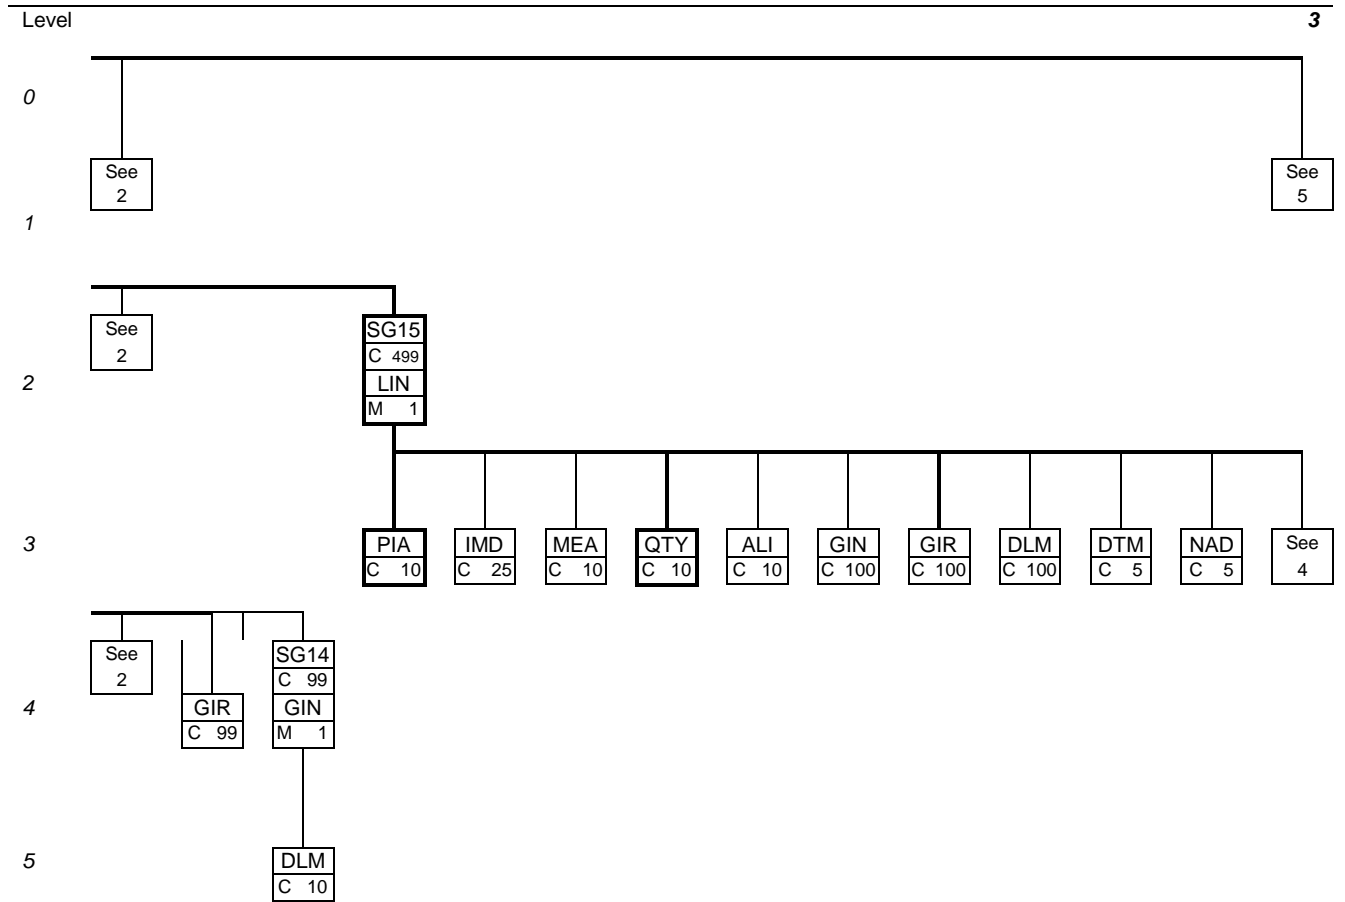 Level 3
0
See See
2 5
1
See SG15
2 C 499
2 LIN
M 1
3 PIA IMD MEA QTY ALI GIN GIR DLM DTM NAD See
C 10 C 25 C 10 C 10 C 10 C 100 C 100 C 100 C 5 C 5 4
See SG14
2 C 99
4 GIR GIN
C 99 M 1
5 DLM
C 10